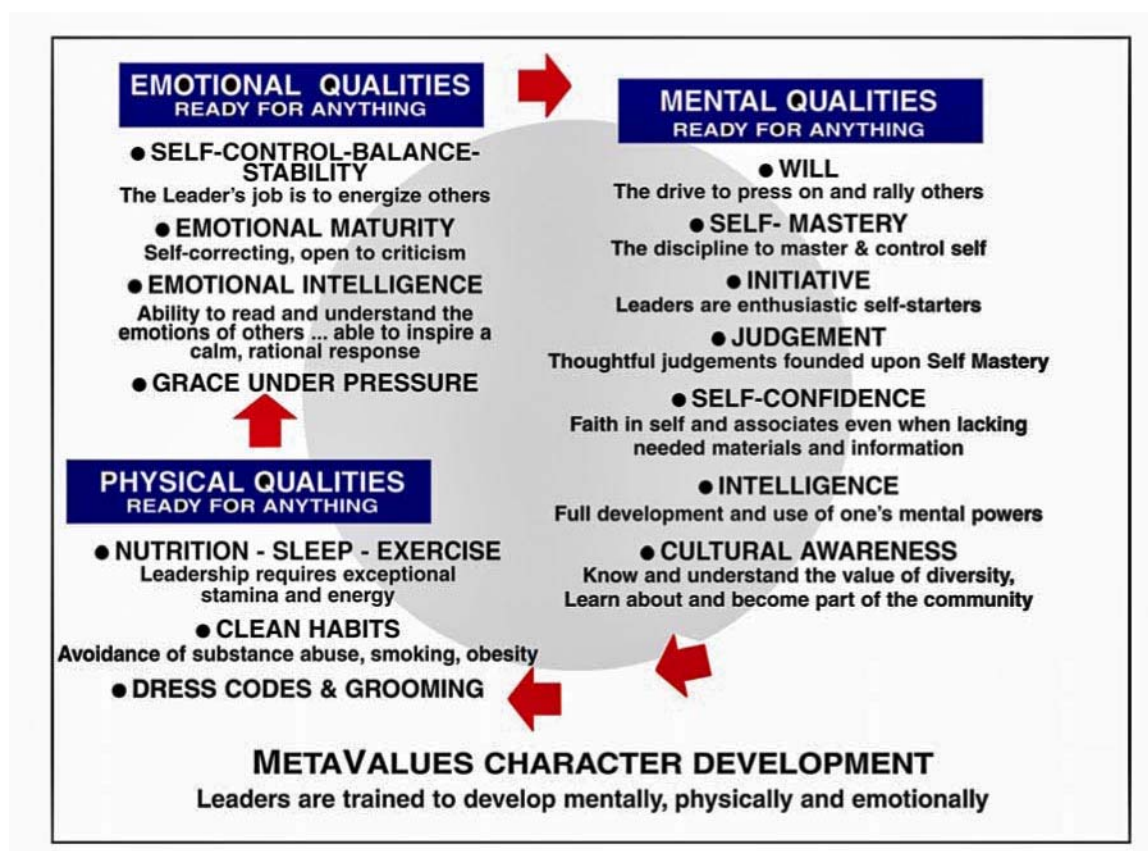 EMOTIONAL QUALITIES
READY FOR ANYTHING
● SELF-CONTROL-BALANCE-
STABILITY
The Leader's job is to energize others
● EMOTIONAL MATURITY
Self-correcting, open to criticism
● EMOTIONAL INTELLIGENCE
Ability to read and understand the
emotions of others ... able to inspire a
calm, rational response
● GRACE UNDER PRESSURE
MENTAL QUALITIES
READY FOR ANYTHING
● WILL
The drive to press on and rally others
● SELF- MASTERY
The discipline to master & control self
● INITIATIVE
Leaders are enthusiastic self-starters
● JUDGEMENT
Thoughtful judgements founded upon Self Mastery
● SELF-CONFIDENCE
Faith in self and associates even when lacking
needed materials and information
● INTELLIGENCE
Full development and use of one's mental powers
● CULTURAL AWARENESS
Know and understand the value of diversity,
Learn about and become part of the community
PHYSICAL QUALITIES
READY FOR ANYTHING
● NUTRITION - SLEEP - EXERCISE
Leadership requires exceptional
stamina and energy
● CLEAN HABITS
Avoidance of substance abuse, smoking, obesity
● DRESS CODES & GROOMING
METAVALUES CHARACTER DEVELOPMENT
Leaders are trained to develop mentally, physically and emotionally